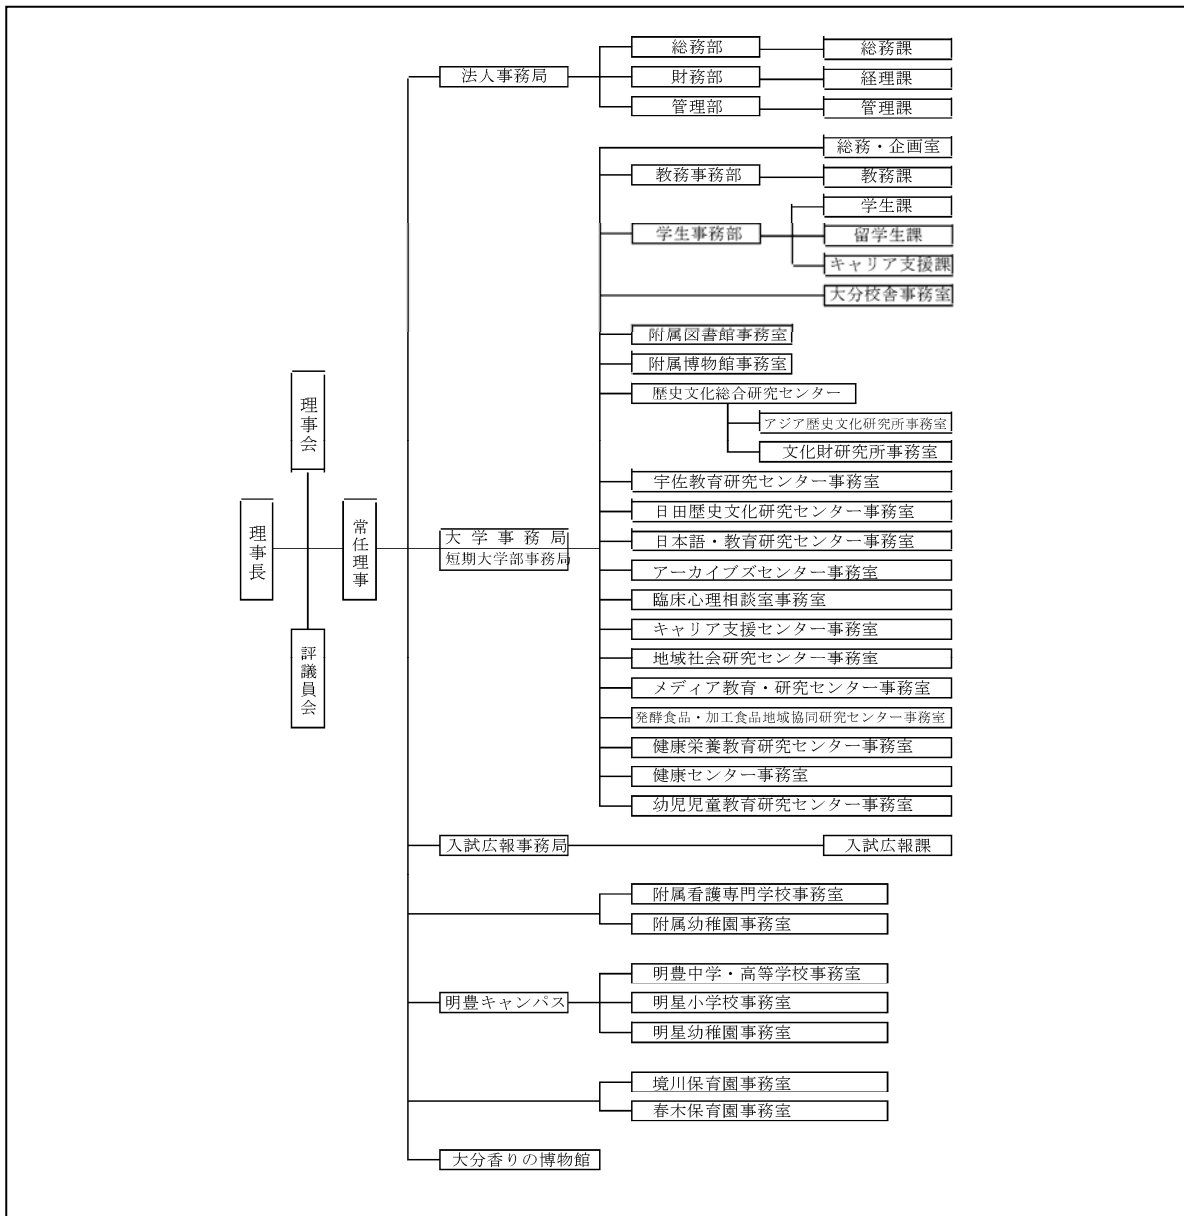 法人事務局
総務部
総務課
財務部
経理課
管理部
管理課
総務・企画室
教務事務部
教務課
学生事務部
学生課
留学生課
キャリア支援課
大分校舎事務室
附属図書館事務室
附属博物館事務室
歴史文化総合研究センター
アジア歴史文化研究所事務室
文化財研究所事務室
理事会
理事長
常任理事
評議員会
大学事務局
短期大学部事務局
宇佐教育研究センター事務室
日田歴史文化研究センター事務室
日本語・教育研究センター事務室
アーカイブズセンター事務室
臨床心理相談室事務室
キャリア支援センター事務室
地域社会研究センター事務室
メディア教育・研究センター事務室
発酵食品・加工食品地域協同研究センター事務室
健康栄養教育研究センター事務室
健康センター事務室
幼児児童教育研究センター事務室
入試広報事務局
入試広報課
附属看護専門学校事務室
附属幼稚園事務室
明豊キャンパス
明豊中学・高等学校事務室
明星小学校事務室
明星幼稚園事務室
境川保育園事務室
春木保育園事務室
大分香りの博物館